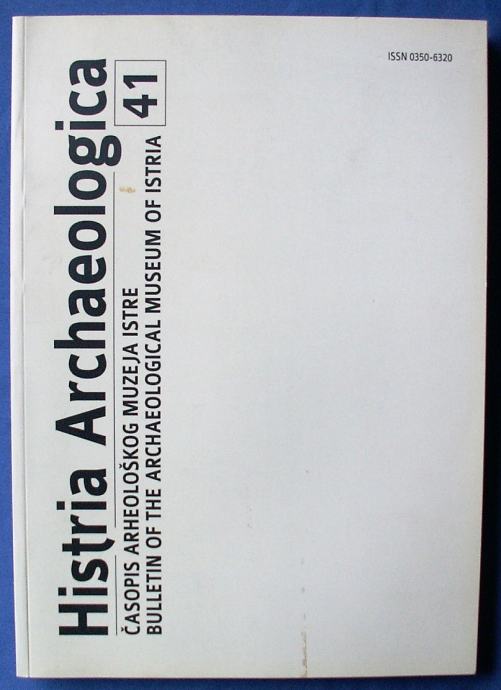 Histria Archaeologica
41
ČASOPIS ARHEOLOŠKOG MUZEJA ISTRE
BULLETIN OF THE ARCHAEOLOGICAL MUSEUM OF ISTRIA
ISSN 0350-6320